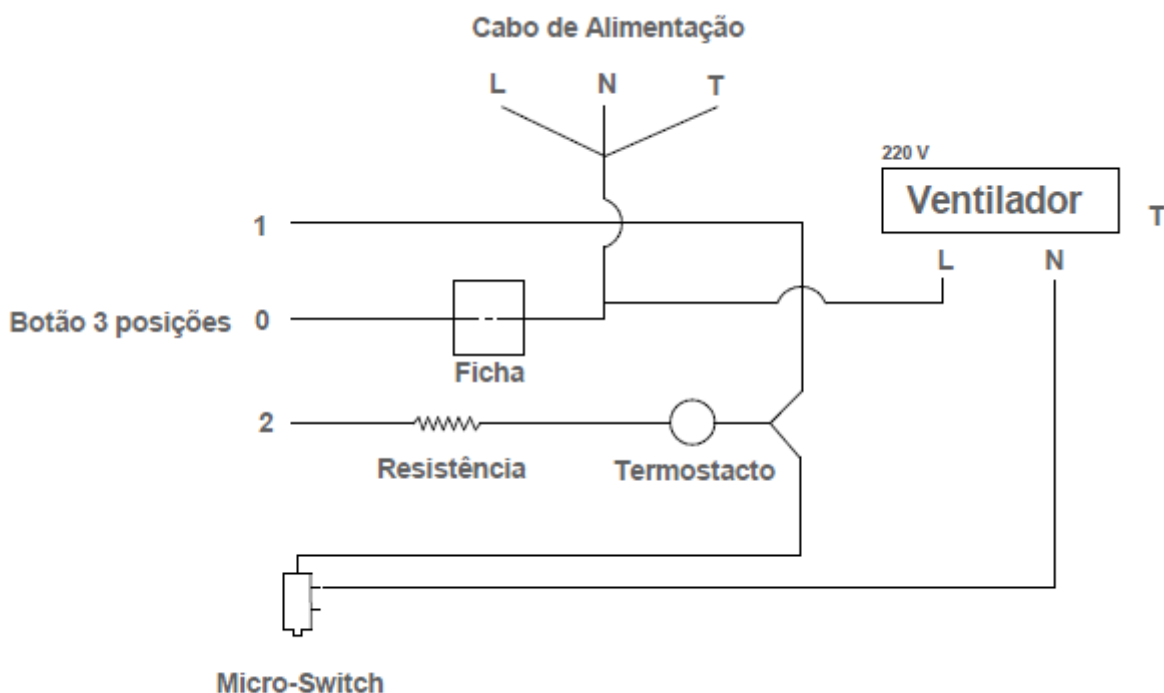 Cabo de Alimentação
L N T
220 V
Ventilador
T
1
L N
Botão 3 posições 0
Ficha
2
Resistência Termostacto
Micro-Switch